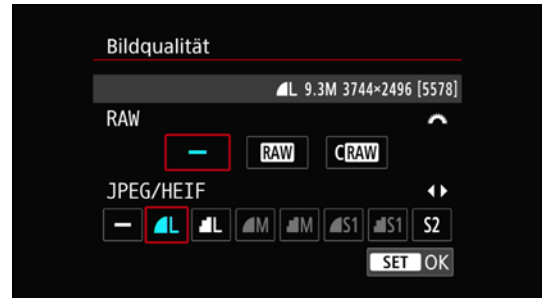 Bildqualität
L 9.3M 3744×2496 [5578]
RAW
— RAW CRAW
JPEG/HEIF
— L L M M S1 S1 S2
SET OK